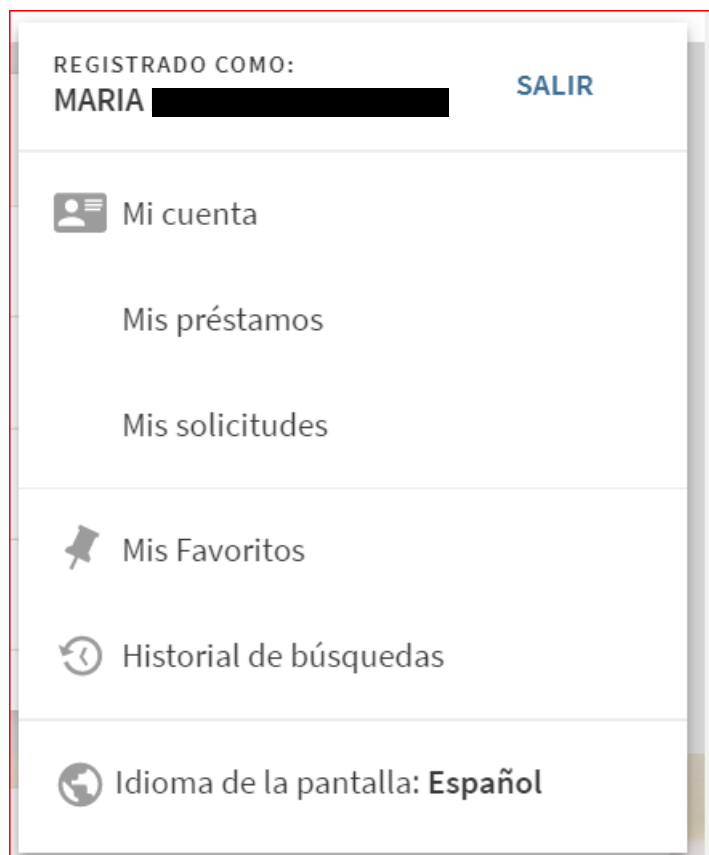 REGISTRADO COMO:
MARIA
SALIR
Mi cuenta
Mis préstamos
Mis solicitudes
Mis Favoritos
Historial de búsquedas
Idioma de la pantalla: Español